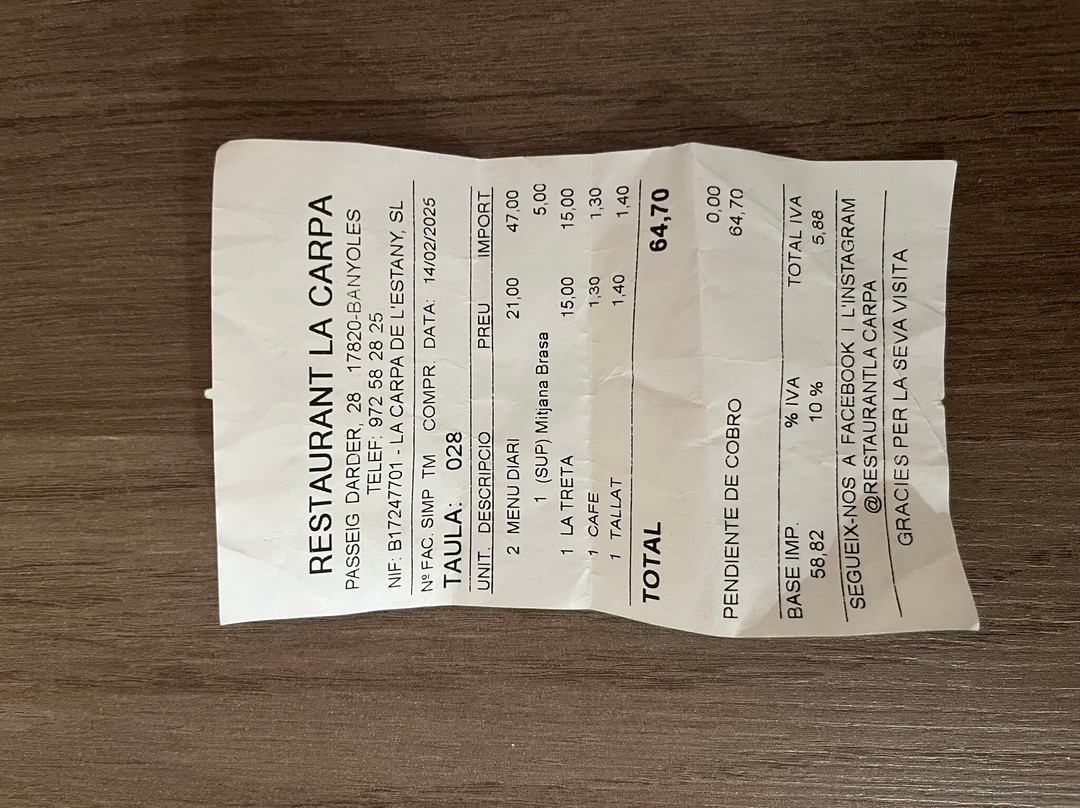 RESTAURANT LA CARPA
PASSEIG DARDER, 28 17820-BANYOLES
TELEF: 972 58 28 25
NIF: B17247701 - LA CARPA DE L'ESTANY, SL
Nº FAC. SIMP TM COMPR. DATA: 14/02/2025
TAULA: 028
UNIT. DESCRIPCIO PREU IMPORT
2 MENU DIARI 21,00 47,00
1 (SUP) Mitjana Brasa 5,00
1 LA TRETA 15,00 15,00
1 CAFE 1,30 1,30
1 TALLAT 1,40 1,40
TOTAL 64,70
0,00
PENDIENTE DE COBRO 64,70
BASE IMP. % IVA TOTAL IVA
58,82 10 % 5,88
SEGUEIX-NOS A FACEBOOK I L'INSTAGRAM
@RESTAURANTLA CARPA
GRACIES PER LA SEVA VISITA